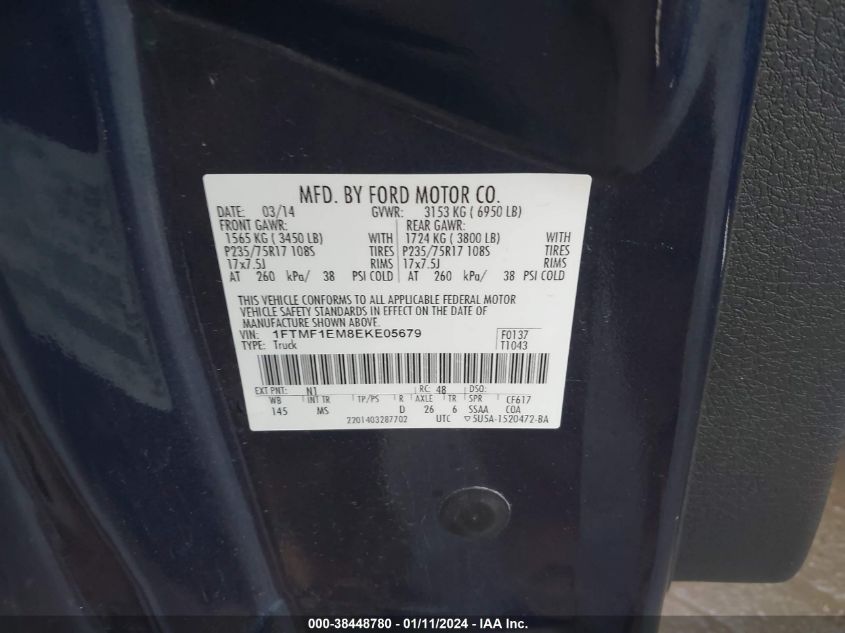 MFD. BY FORD MOTOR CO.
DATE: 03/14 GVWR: 3153 KG ( 6950 LB)
FRONT GAWR: REAR GAWR:
1565 KG ( 3450 LB) WITH 1724 KG ( 3800 LB) WITH
P235/75R17 108S TIRES P235/75R17 108S TIRES
17x7.5J RIMS 17x7.5J RIMS
AT 260 kPa/ 38 PSI COLD AT 260 kPa/ 38 PSI COLD
THIS VEHICLE CONFORMS TO ALL APPLICABLE FEDERAL MOTOR
VEHICLE SAFETY STANDARDS IN EFFECT ON THE DATE OF
MANUFACTURE SHOWN ABOVE.
VIN: 1FTMF1EM8EKE05679 F0137
TYPE: Truck T1043
EXT PNT: N1 RC: 48 DSO:
WB INT TR TP/PS R AXLE TR SPR CF617
145 MS D 26 6 SSAA COA
2201403287702 UTC ▽5U5A-1520472-BA
000-38448780 - 01/11/2024 - IAA Inc.